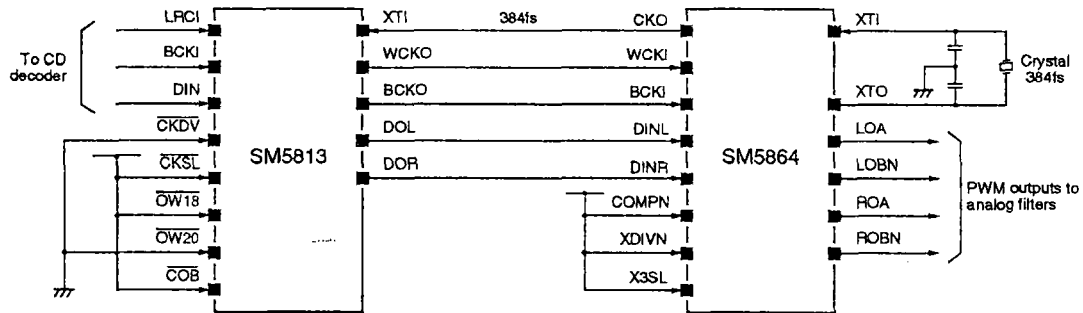 LRCI
To CD
decoder
BCKI
DIN
CKDV
CKSL
OW18
OW20
COB
SM5813
XTI
384fs
CKO
WCKO
WCKI
BCKO
BCKI
DOL
DINL
DOR
DINR
COMPN
XDIVN
X3SL
SM5864
XTI
Crystal
384fs
XTO
LOA
LOBN
ROA
ROBN
PWM outputs to
analog filters